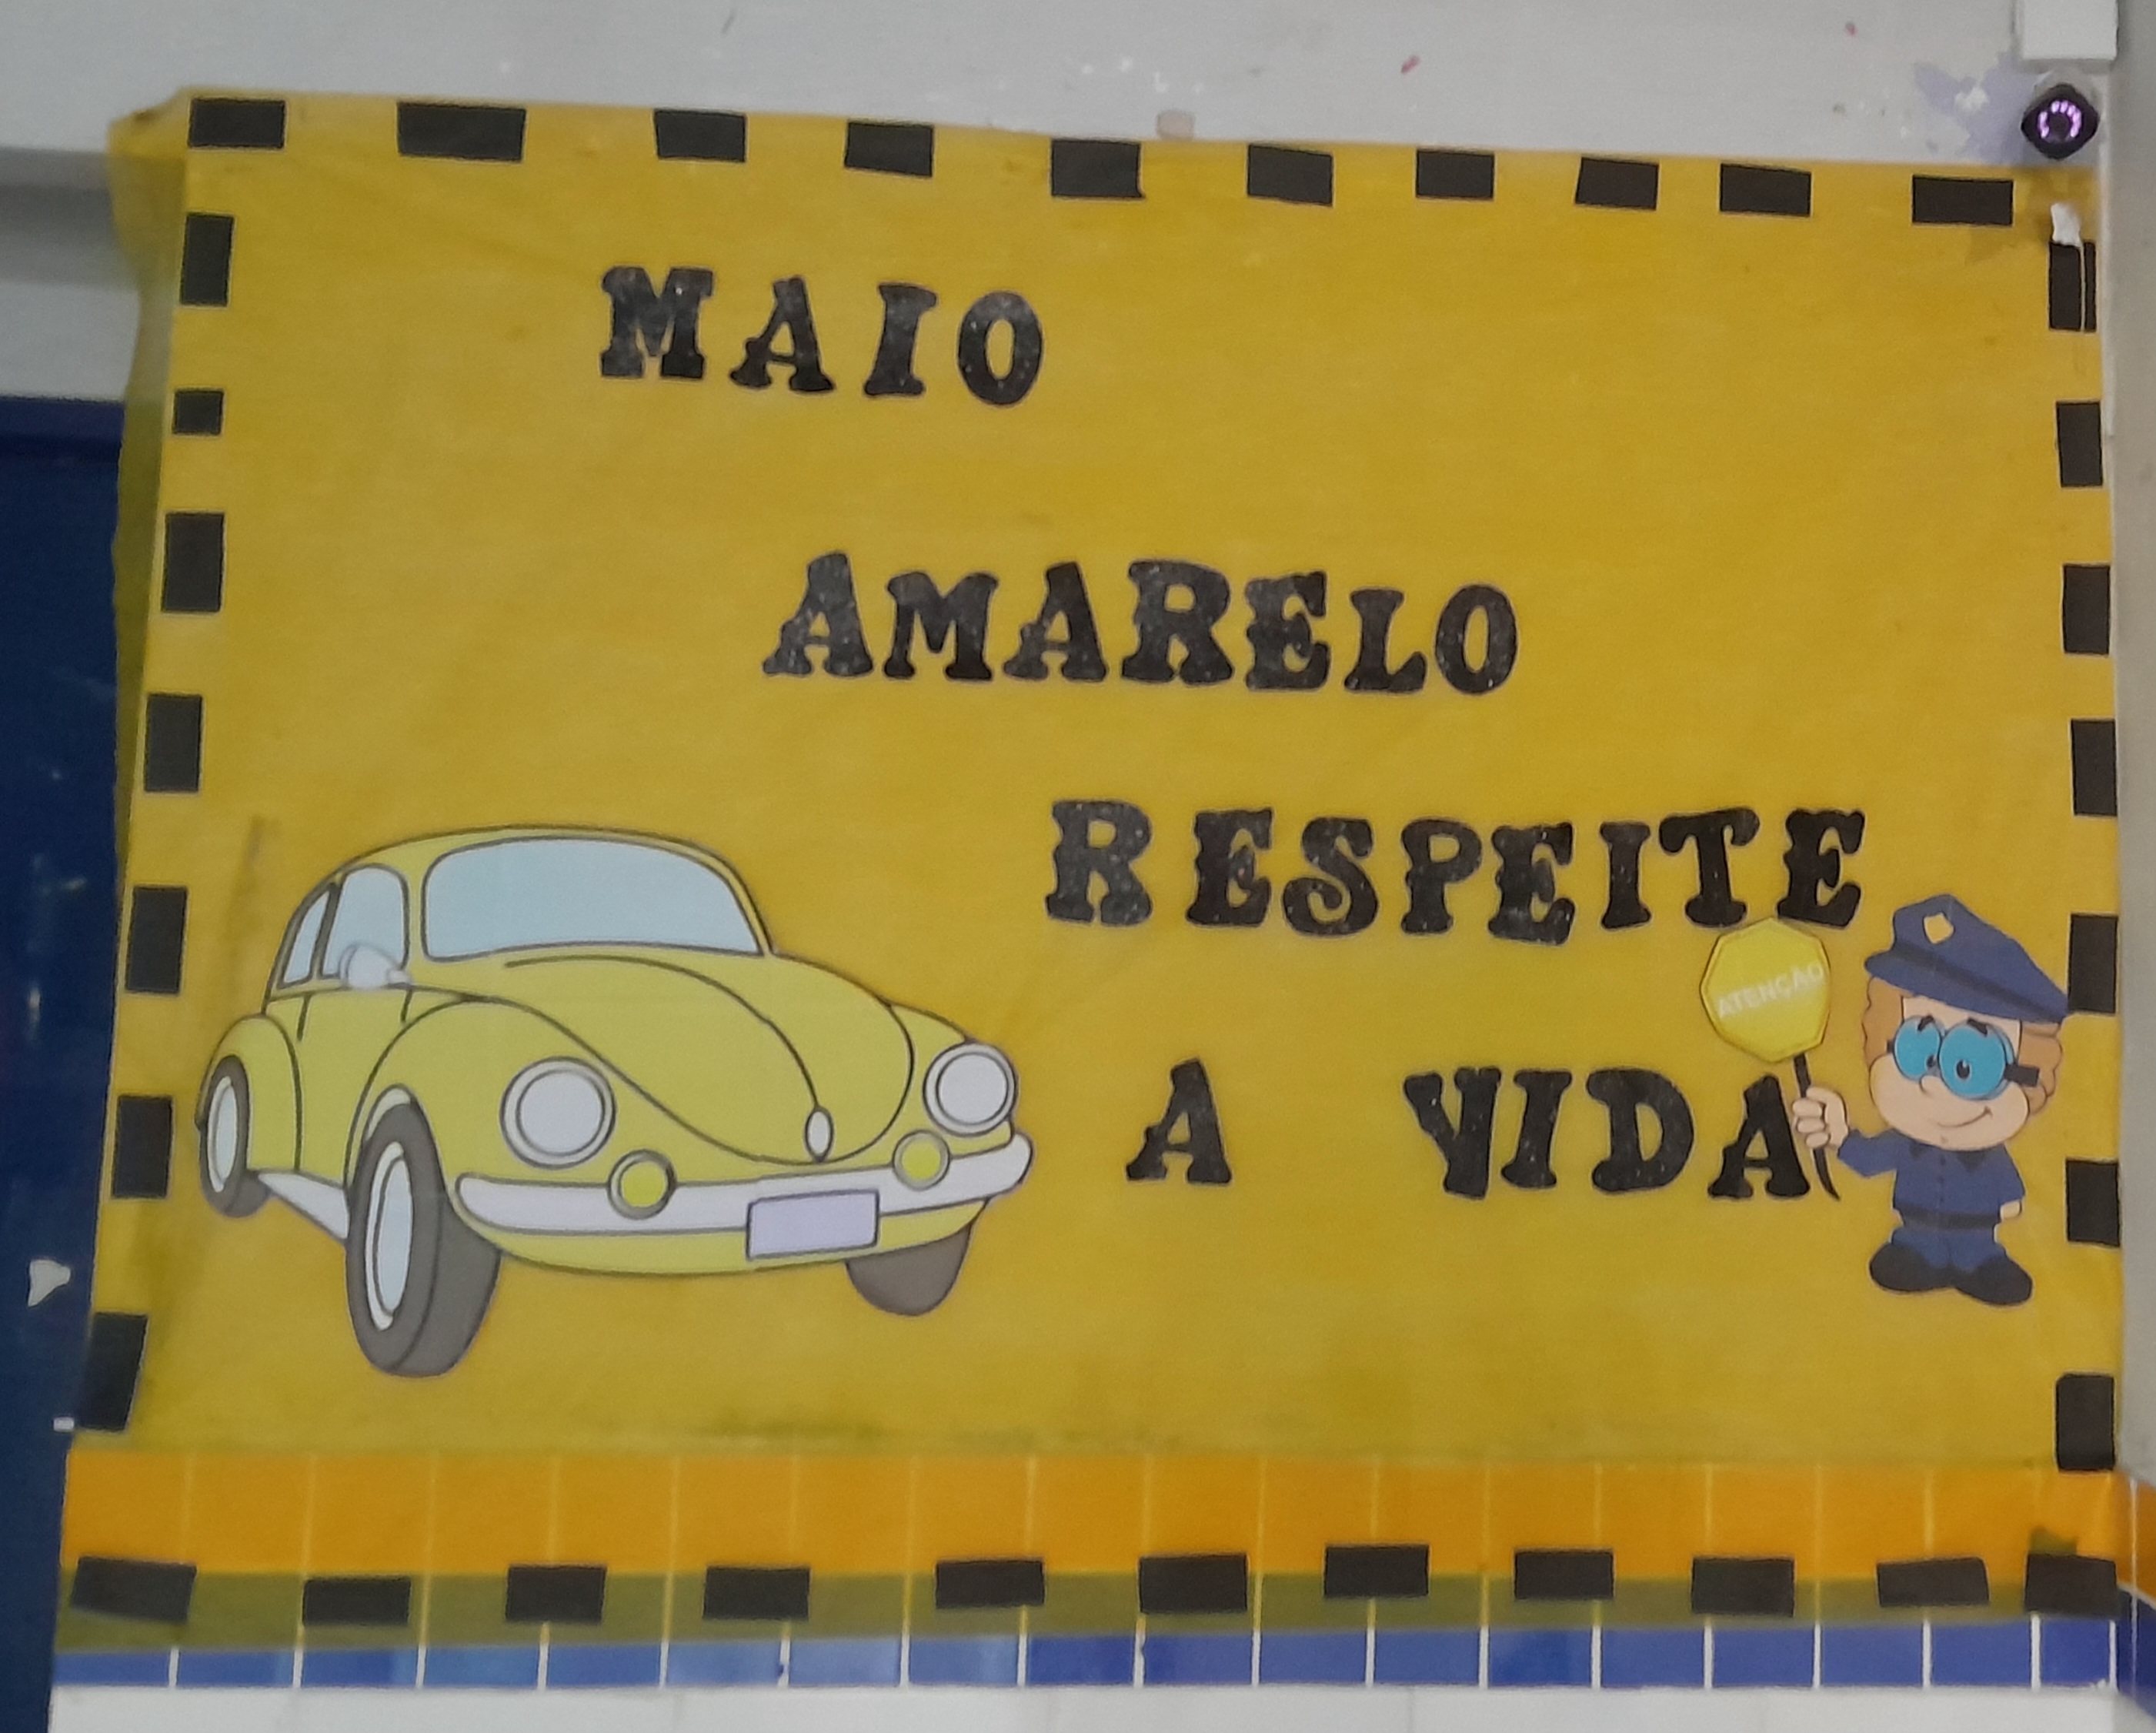 MAIO
AMARELO
RESPEITE
ATENÇÃO
A VIDA